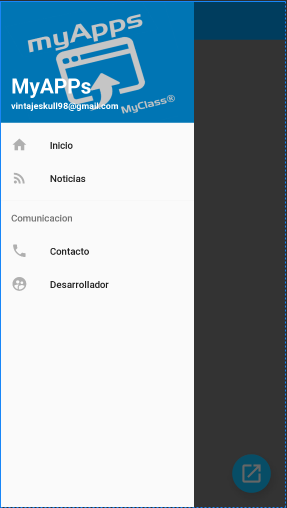 myApps
MyAPPs
vintajeskull98@gmail.com
MyClass®
Inicio
Noticias
Comunicacion
Contacto
Desarrollador